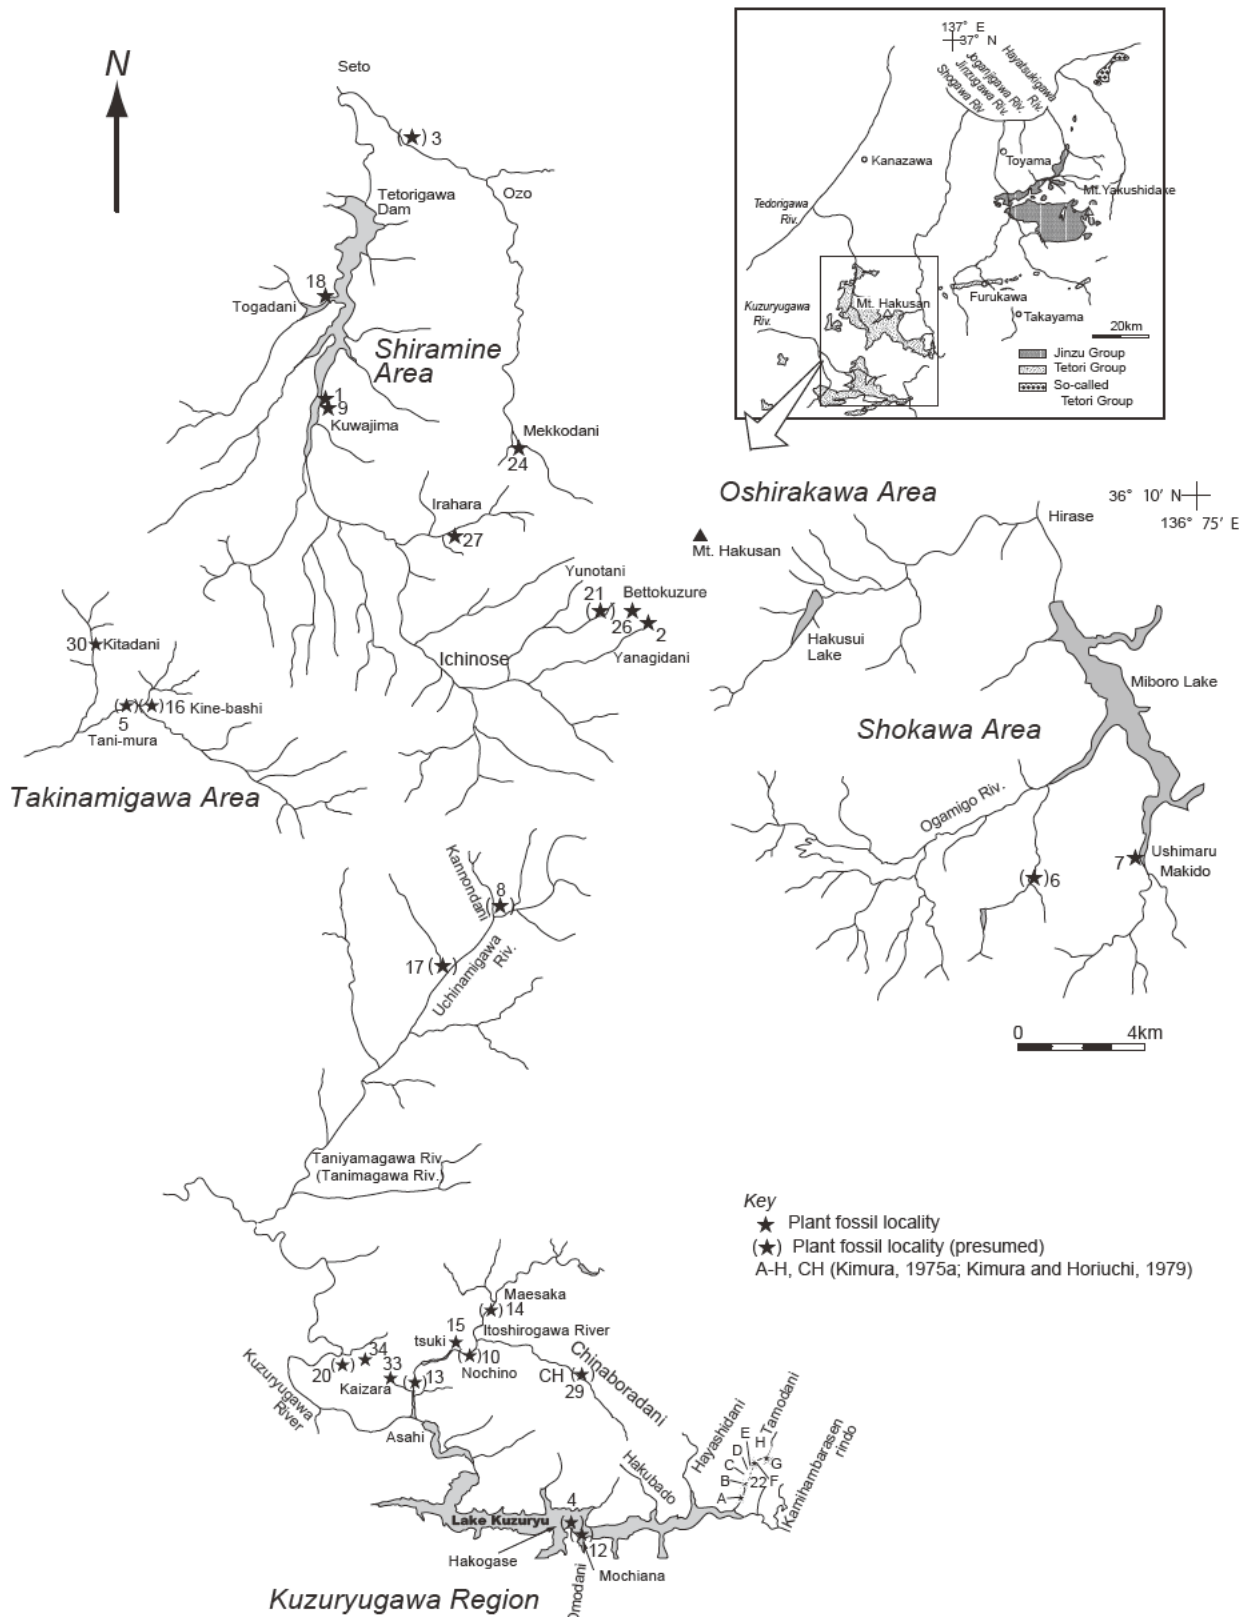 N
Seto
(★) 3
Ozo
Tetorigawa
Dam
18
Togadani
Shiramine
Area
1
9
Kuwajima
Mekkodani
24
Irahara
27
Yunotani
21
Bettokuzure
26
2
Yanagidani
Ichinose
30
Kitadani
5
16
Kine-bashi
Tani-mura
Takinamigawa Area
137° E
37° N
Hayatsukigawa
Riv.
Joganjigawa Riv.
Jinzugawa Riv.
Shogawa Riv.
Kanazawa
Toyama
Mt.Yakushidake
Tedorigawa
Riv.
Mt. Hakusan
Kuzuryugawa
Riv.
Furukawa
Takayama
20km
Jinzu Group
Tetori Group
So-called
Tetori Group
Oshirakawa Area
36° 10′ N
136° 75′ E
Hirase
Mt. Hakusan
Hakusui
Lake
Miboro Lake
Shokawa Area
Ogamigo Riv.
7
Ushimaru
Makido
6
0 4km
Kannondani
8
17
Uchinamigawa
Riv.
Taniyamagawa Riv.
(Tanimagawa Riv.)
Key
★ Plant fossil locality
(★) Plant fossil locality (presumed)
A-H, CH (Kimura, 1975a; Kimura and Horiuchi, 1979)
Maesaka
14
15
Itoshirogawa River
tsuki
10
Nochino
34
20
33
13
Kaizara
CH
29
Chinaboradani
Kuzuryugawa
River
Asahi
Hayashidani
Tamodani
Kamihambarasen
rindo
E
H
D
C
G
B
22
F
A
Hakubado
4
Lake Kuzuryu
12
Hakogase
Mochiana
Omodani
Kuzuryugawa Region